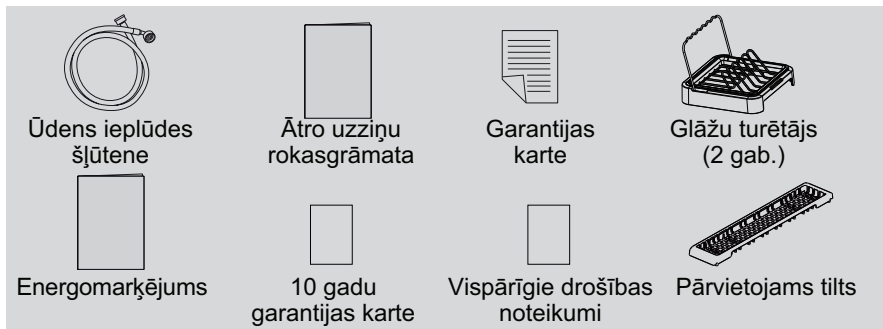 Ūdens ieplūdes
šļūtene
Ātro uzziņu
rokasgrāmata
Garantijas
karte
Glāžu turētājs
(2 gab.)
Energomarķējums
10 gadu
garantijas karte
Vispārīgie drošības
noteikumi
Pārvietojams tilts